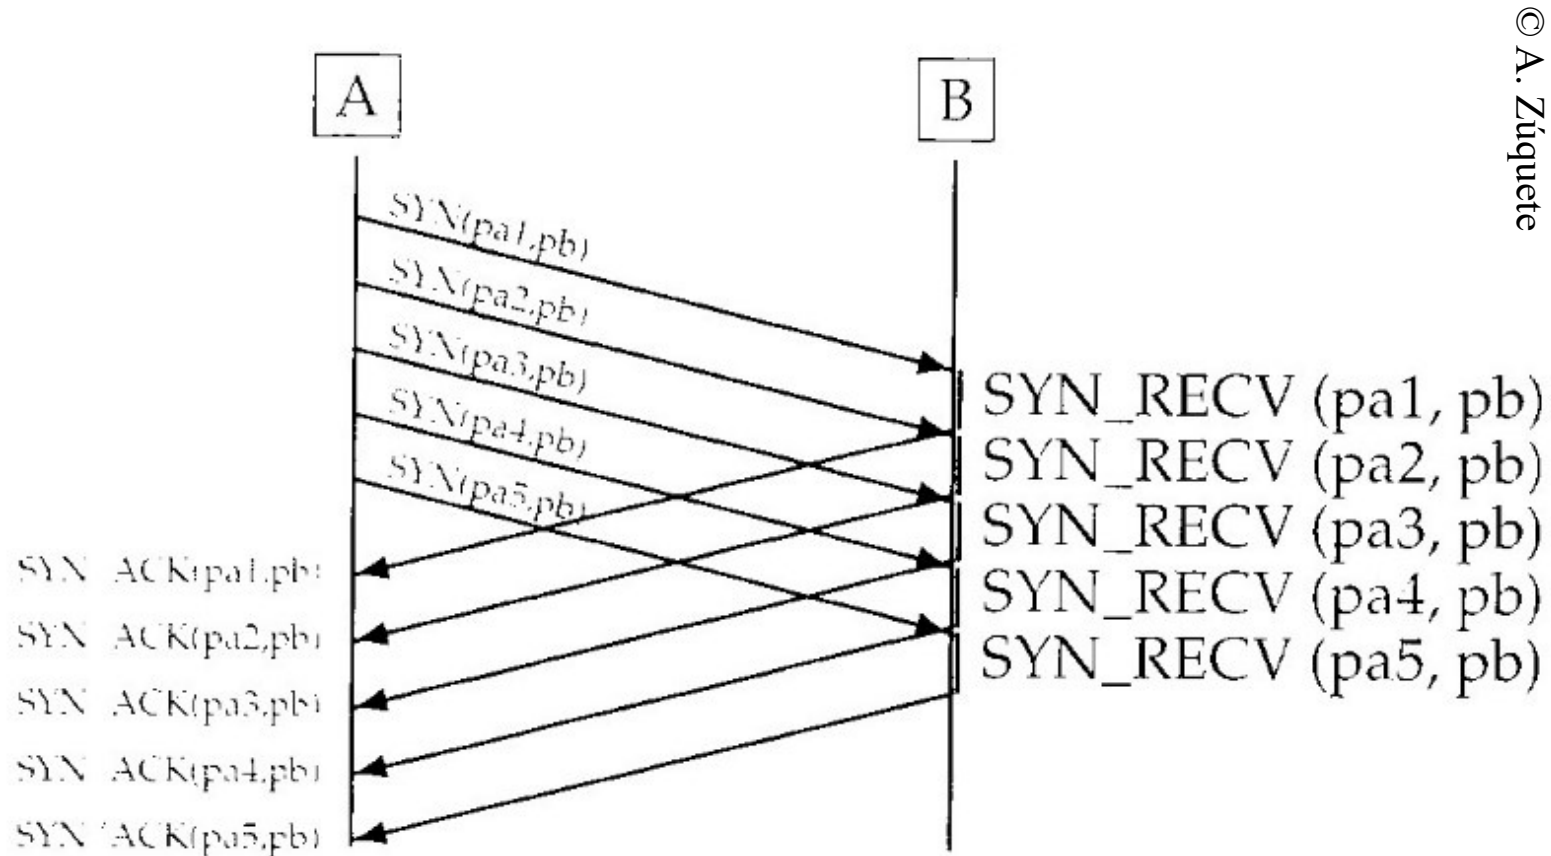 © A. Zúquete
A
B
SYN(pa1,pb)
SYN(pa2,pb)
SYN(pa3,pb)
SYN(pa4,pb)
SYN(pa5,pb)
SYN_RECV (pa1, pb)
SYN_RECV (pa2, pb)
SYN_RECV (pa3, pb)
SYN_RECV (pa4, pb)
SYN_RECV (pa5, pb)
SYN ACK(pa1,pb)
SYN ACK(pa2,pb)
SYN ACK(pa3,pb)
SYN ACK(pa4,pb)
SYN ACK(pa5,pb)